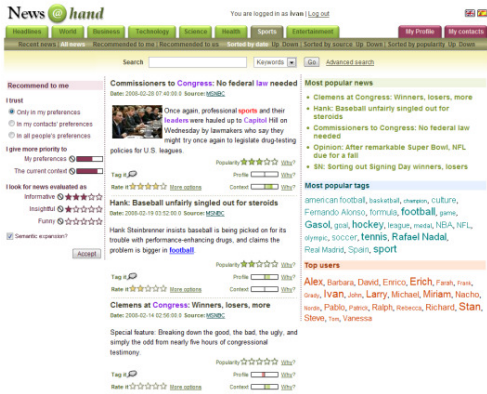 News @ hand
You are logged in as ivan | Log out
Headlines World Business Technology Science Health Sports Entertainment My Profile My contacts
Recent news All news Recommended to me Recommended to us Sorted by date Up Down Sorted by source Up Down Sorted by popularity Up Down
Search Keywords Go Advanced search
Recommend to me
I trust
Only in my preferences
In my contacts' preferences
In all people's preferences
I give more priority to
My preferences
The current context
I look for news evaluated as
Informative
Insightful
Funny
Semantic expansion?
Accept
Commissioners to Congress: No federal law needed
Date: 2008-02-28 07:40:00.0 Source: MSNBC
Once again, professional sports and their
leaders were hauled up to Capitol Hill on
Wednesday by lawmakers who say they
might try once again to legislate drug-testing
policies for U.S. leagues.
Popularity Why?
Tag it Profile Why?
Rate it More options Context Why?
Hank: Baseball unfairly singled out for steroids
Date: 2008-02-19 03:52:00.0 Source: MSNBC
Hank Steinbrenner insists baseball is being picked on for its
trouble with performance-enhancing drugs, and claims the
problem is bigger in football.
Popularity Why?
Tag it Profile Why?
Rate it More options Context Why?
Clemens at Congress: Winners, losers, more
Date: 2008-02-14 02:56:00.0 Source: MSNBC
Special feature: Breaking down the good, the bad, the ugly, and
simply the odd from nearly five hours of congressional
testimony.
Popularity Why?
Tag it Profile Why?
Rate it More options Context Why?
Most popular news
Clemens at Congress: Winners, losers, more
Hank: Baseball unfairly singled out for
steroids
Commissioners to Congress: No federal law
needed
Opinion: After remarkable Super Bowl, NFL
due for a fall
SN: Sorting out Signing Day winners, losers
Most popular tags
american football, basketball, champion, culture,
Fernando Alonso, formula, football, game,
Gasol, goal, hockey, league, medal, NBA, NFL,
olympic, soccer, tennis, Rafael Nadal,
Real Madrid, Spain, sport
Top users
Alex, Barbara, David, Enrico, Erich, Farah, Frank,
Grady, Ivan, John, Larry, Michael, Miriam, Nacho,
Nordin, Pablo, Patrick, Ralph, Rebecca, Richard, Stan,
Steve, Tom, Vanessa